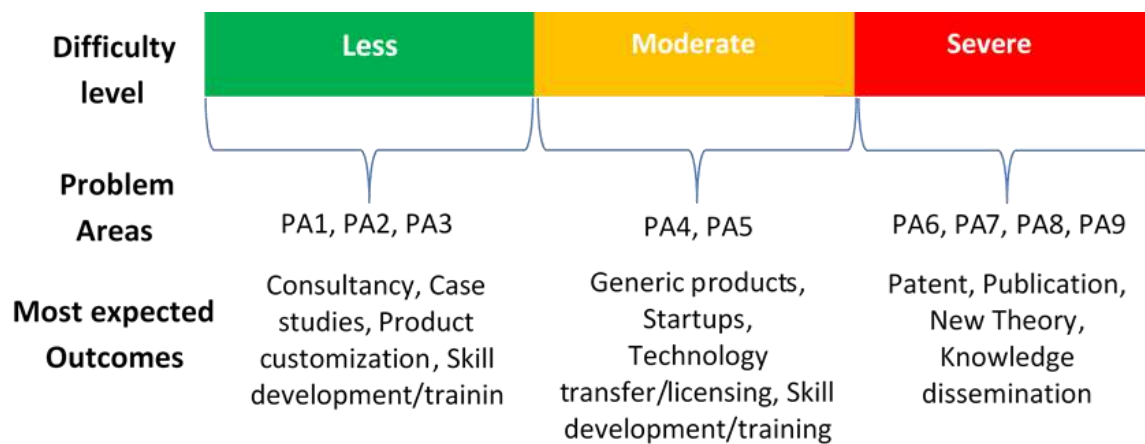 Difficulty
level
Less
Moderate
Severe
Problem
Areas
PA1, PA2, PA3
PA4, PA5
PA6, PA7, PA8, PA9
Most expected
Outcomes
Consultancy, Case
studies, Product
customization, Skill
development/trainin
Generic products,
Startups,
Technology
transfer/licensing, Skill
development/training
Patent, Publication,
New Theory,
Knowledge
dissemination